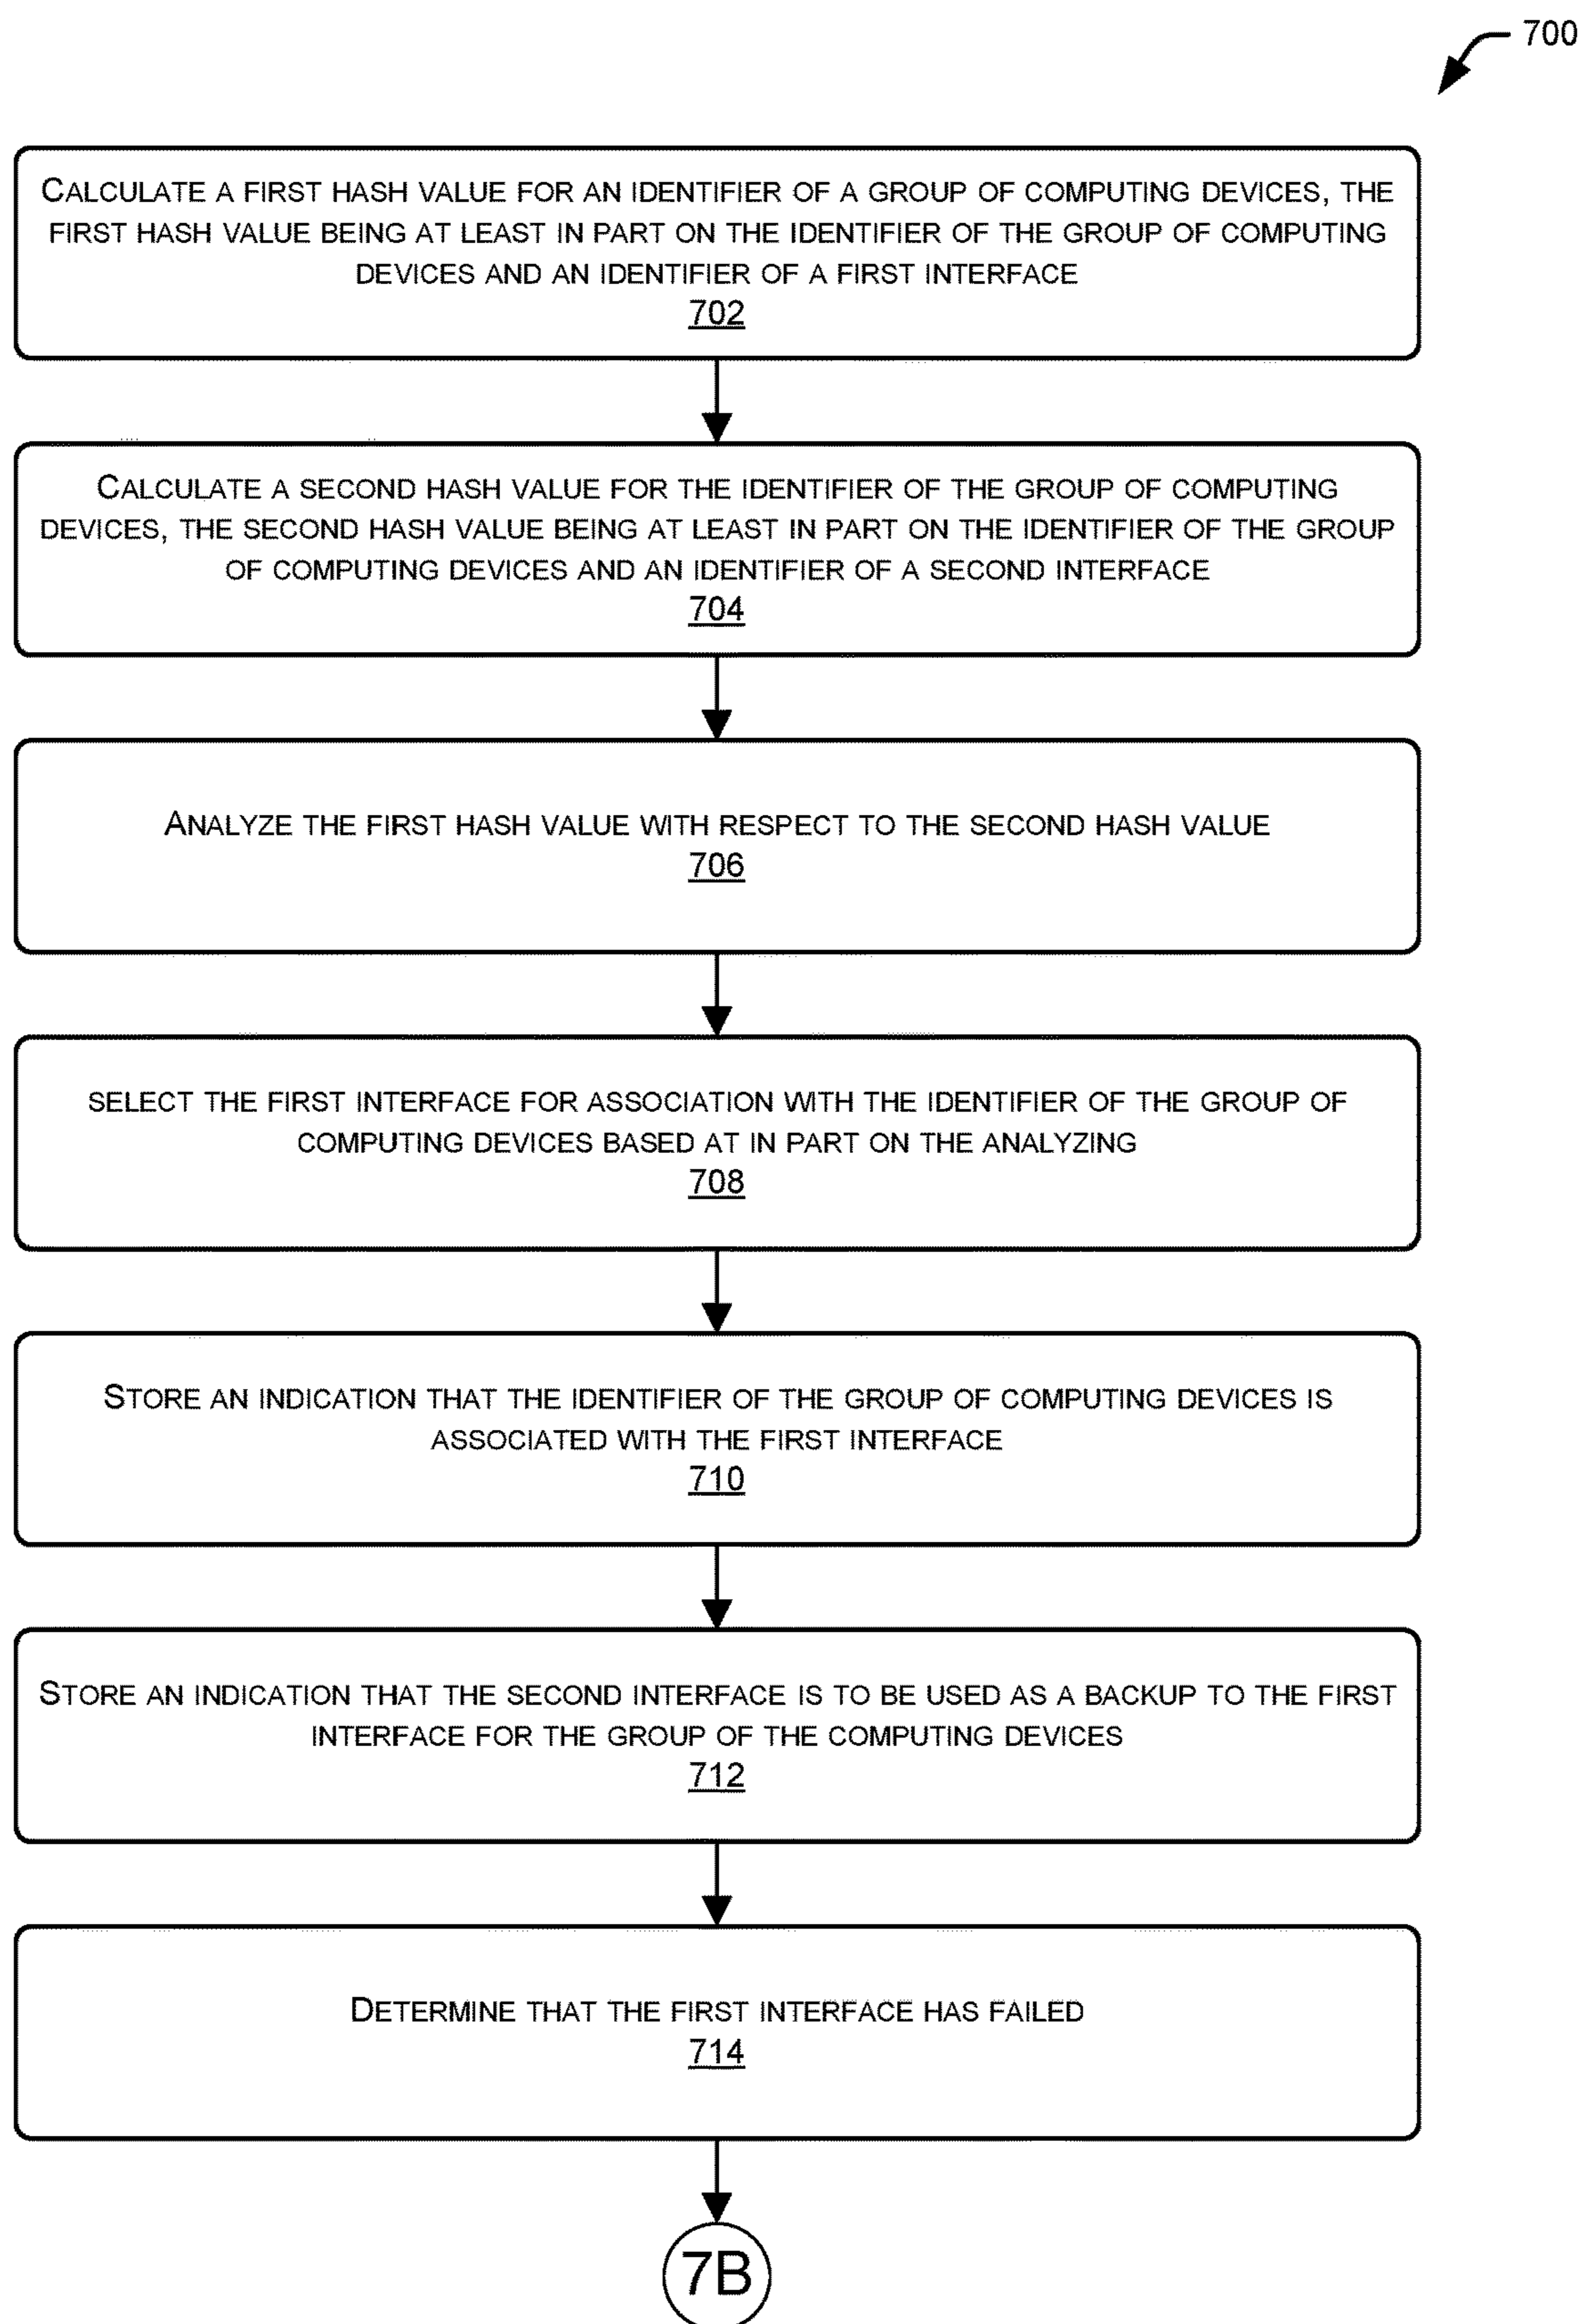 700
CALCULATE A FIRST HASH VALUE FOR AN IDENTIFIER OF A GROUP OF COMPUTING DEVICES, THE
FIRST HASH VALUE BEING AT LEAST IN PART ON THE IDENTIFIER OF THE GROUP OF COMPUTING
DEVICES AND AN IDENTIFIER OF A FIRST INTERFACE
702
CALCULATE A SECOND HASH VALUE FOR THE IDENTIFIER OF THE GROUP OF COMPUTING
DEVICES, THE SECOND HASH VALUE BEING AT LEAST IN PART ON THE IDENTIFIER OF THE GROUP
OF COMPUTING DEVICES AND AN IDENTIFIER OF A SECOND INTERFACE
704
ANALYZE THE FIRST HASH VALUE WITH RESPECT TO THE SECOND HASH VALUE
706
SELECT THE FIRST INTERFACE FOR ASSOCIATION WITH THE IDENTIFIER OF THE GROUP OF
COMPUTING DEVICES BASED AT IN PART ON THE ANALYZING
708
STORE AN INDICATION THAT THE IDENTIFIER OF THE GROUP OF COMPUTING DEVICES IS
ASSOCIATED WITH THE FIRST INTERFACE
710
STORE AN INDICATION THAT THE SECOND INTERFACE IS TO BE USED AS A BACKUP TO THE FIRST
INTERFACE FOR THE GROUP OF THE COMPUTING DEVICES
712
DETERMINE THAT THE FIRST INTERFACE HAS FAILED
714
7B